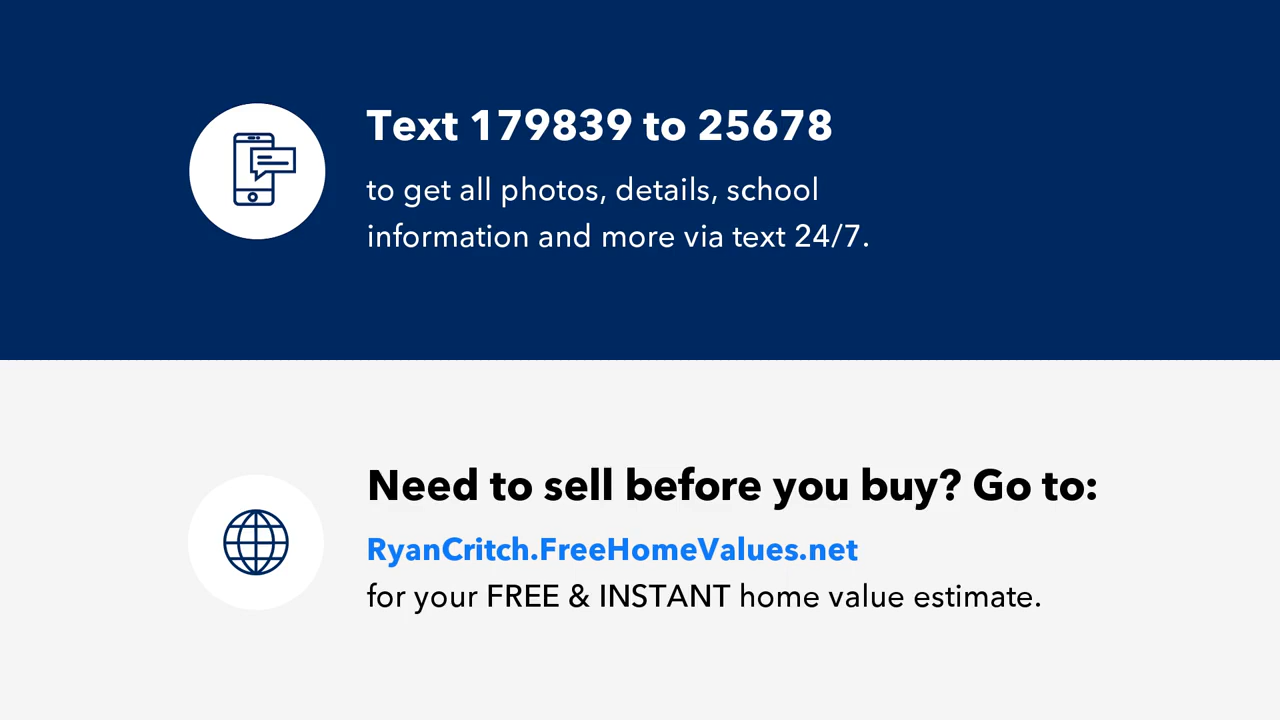 Text 179839 to 25678
to get all photos, details, school
information and more via text 24/7.
Need to sell before you buy? Go to:
RyanCritch.FreeHomeValues.net
for your FREE & INSTANT home value estimate.